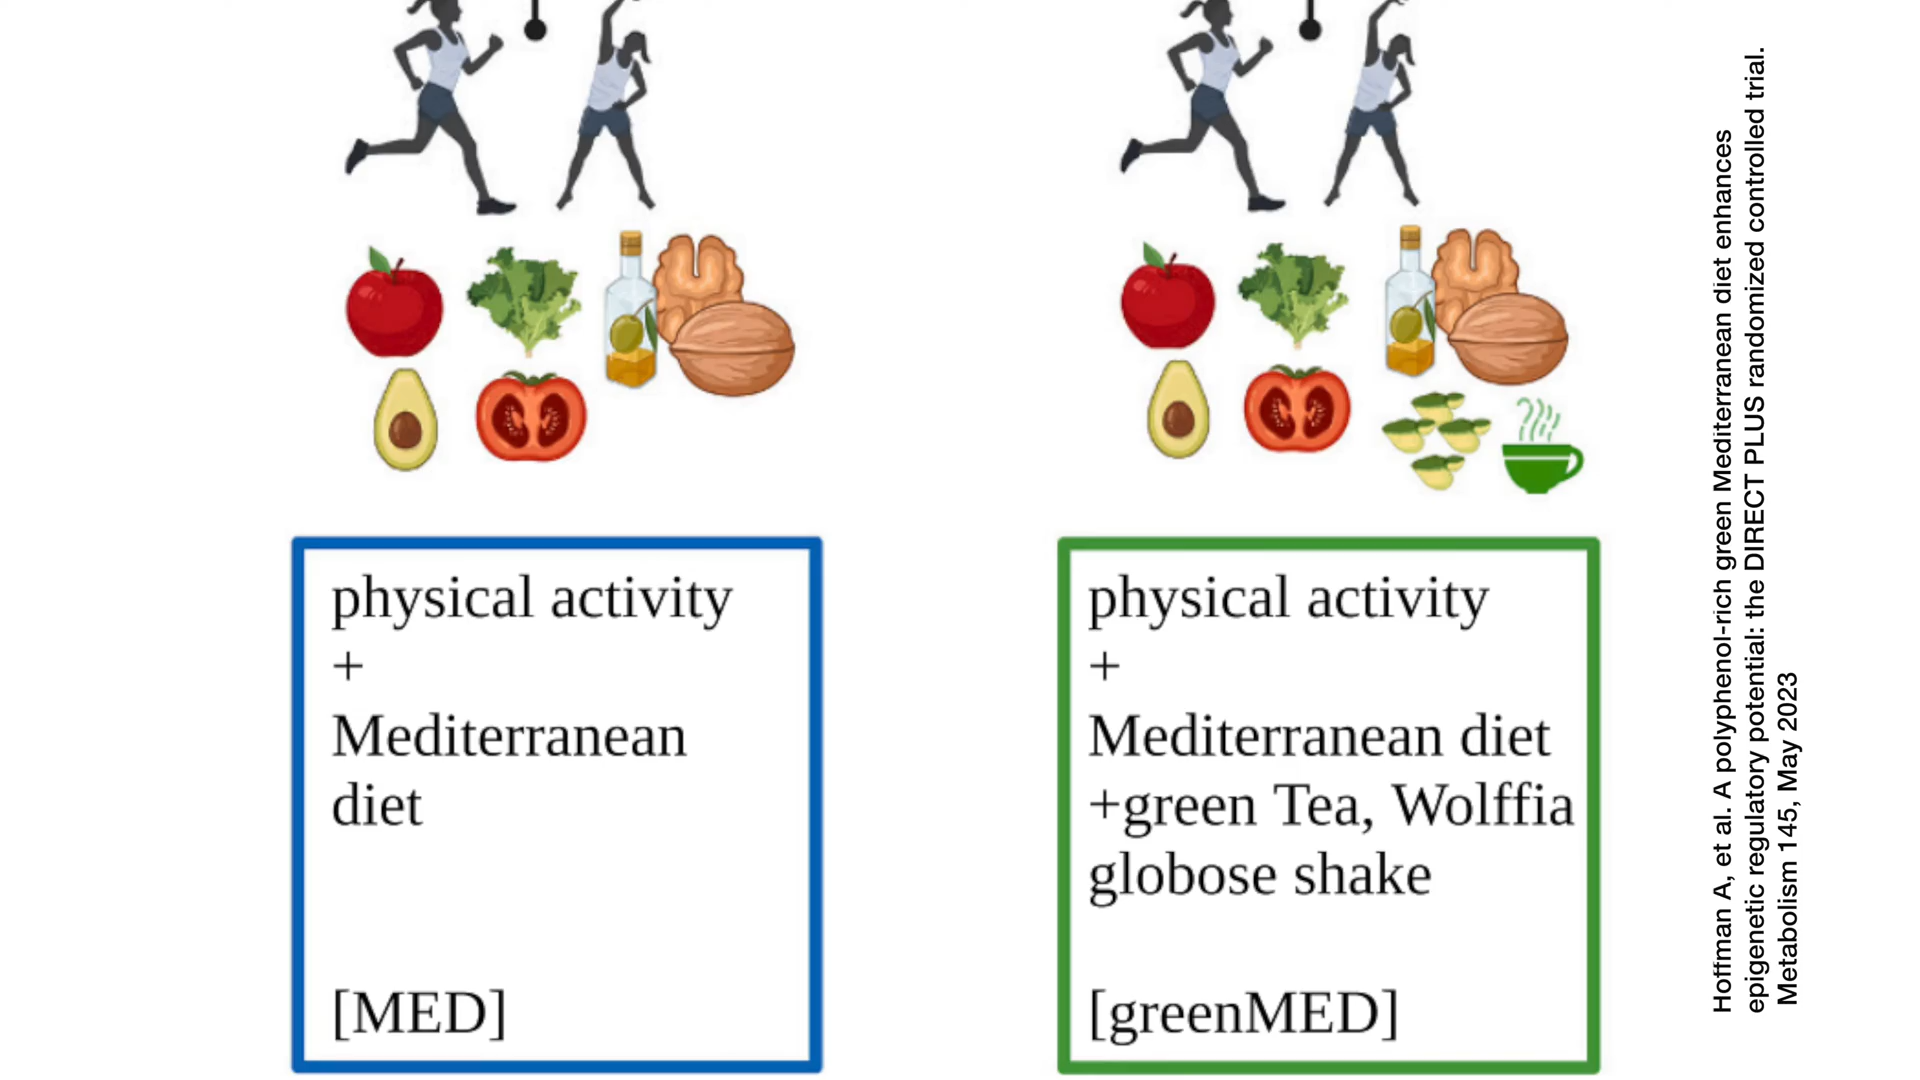 physical activity
+
Mediterranean
diet
[MED]
physical activity
+
Mediterranean diet
+green Tea, Wolffia
globose shake
[greenMED]
Hoffman A, et al. A polyphenol-rich green Mediterranean diet enhances
epigenetic regulatory potential: the DIRECT PLUS randomized controlled trial.
Metabolism 145, May 2023